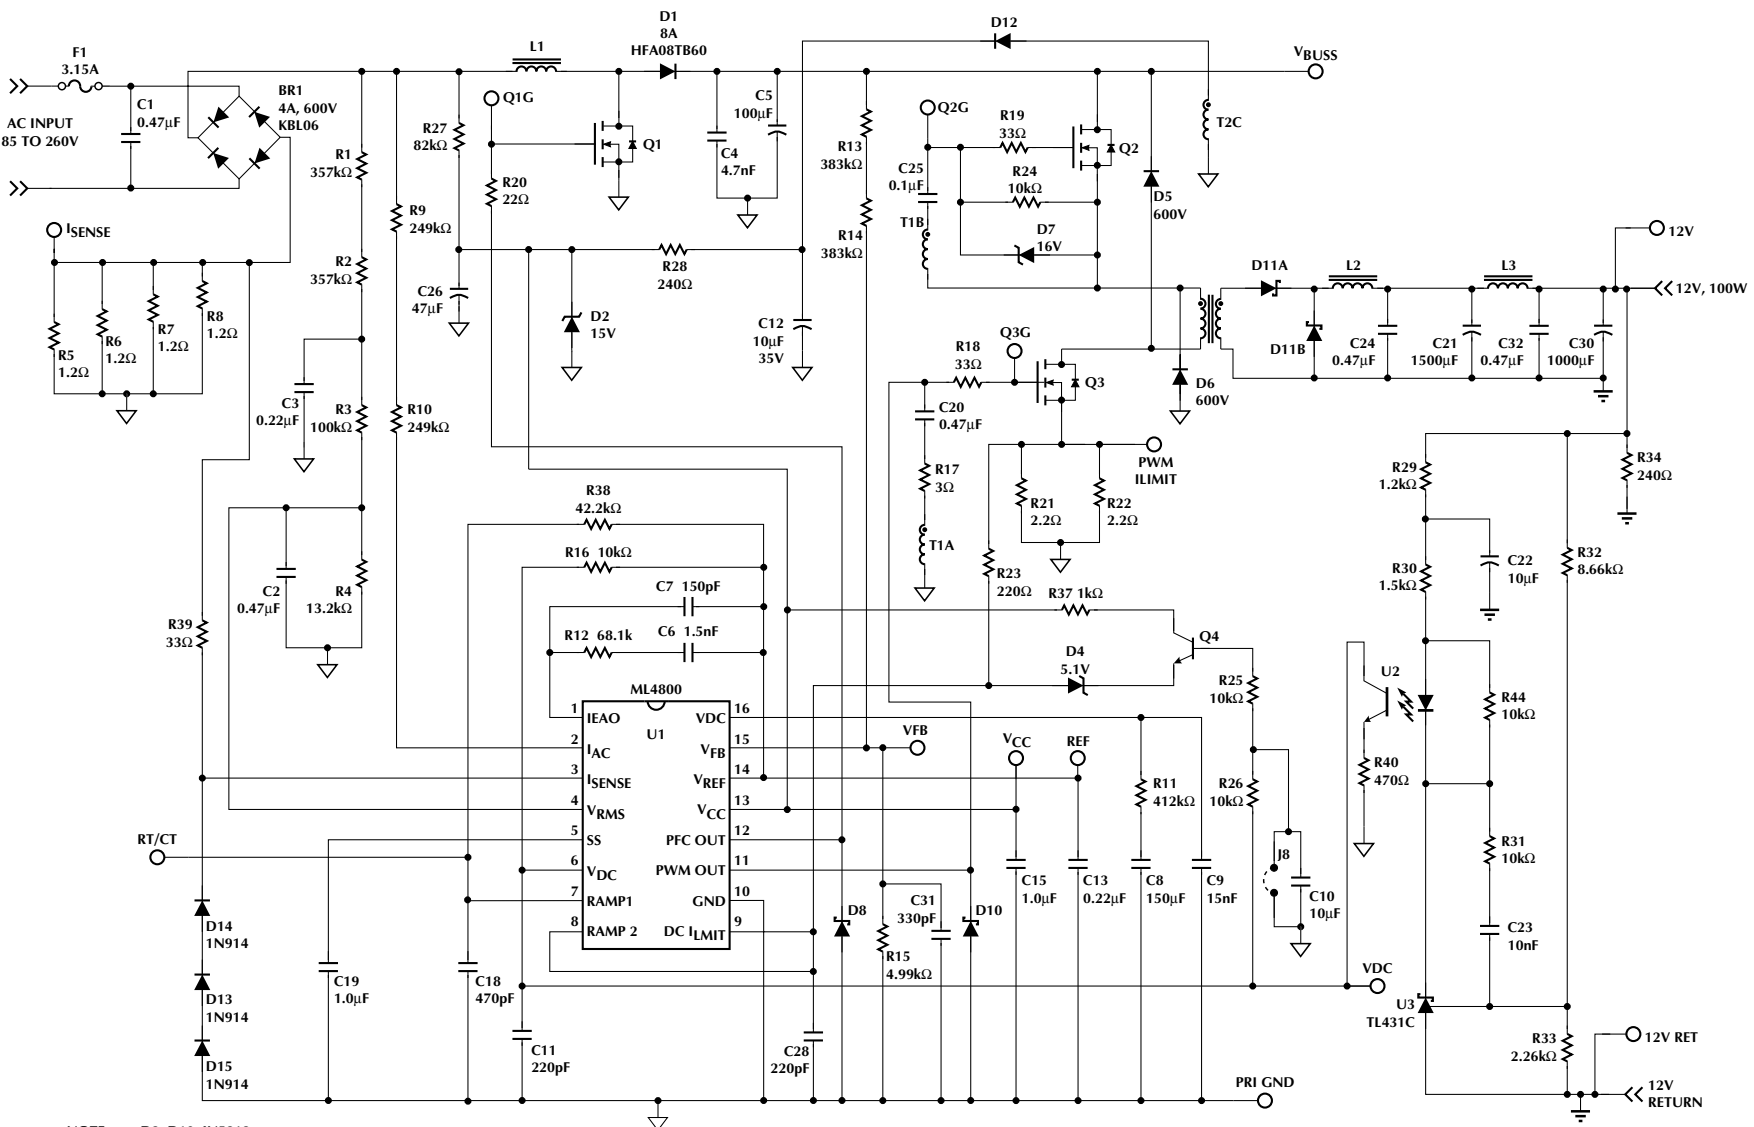 F1
3.15A
AC INPUT
85 TO 260V
C1
0.47µF
BR1
4A, 600V
KBL06
ISENSE
R5
1.2Ω
R6
1.2Ω
R7
1.2Ω
R8
1.2Ω
R1
357kΩ
R2
357kΩ
C3
0.22µF
R3
100kΩ
C2
0.47µF
R4
13.2kΩ
R9
249kΩ
R10
249kΩ
R27
82kΩ
C26
47µF
Q1G
R20
22Ω
L1
D1
8A
HFA08TB60
Q1
C4
4.7nF
C5
100µF
D2
15V
R28
240Ω
C12
10µF
35V
R13
383kΩ
R14
383kΩ
D12
VBUSS
T2C
Q2G
R19
33Ω
Q2
C25
0.1µF
R24
10kΩ
T1B
D7
16V
D5
600V
D6
600V
Q3G
R18
33Ω
Q3
C20
0.47µF
R17
3Ω
T1A
R21
2.2Ω
R22
2.2Ω
PWM
ILIMIT
R23
220Ω
D11A
D11B
L2
L3
C24
0.47µF
C21
1500µF
C32
0.47µF
C30
1000µF
12V
12V, 100W
R29
1.2kΩ
R34
240Ω
C22
10µF
R30
1.5kΩ
R32
8.66kΩ
U2
R44
10kΩ
R40
470Ω
R31
10kΩ
C23
10nF
VDC
U3
TL431C
R33
2.26kΩ
12V RET
12V
RETURN
R37 1kΩ
Q4
D4
5.1V
R25
10kΩ
R26
10kΩ
J8
C10
10µF
R38
42.2kΩ
R16 10kΩ
C7 150pF
R12 68.1k
C6 1.5nF
ML4800
U1
1 IEAO
2 IAC
3 ISENSE
4 VRMS
5 SS
6 VDC
7 RAMP1
8 RAMP 2
VDC 16
VFB 15
VREF 14
VCC 13
PFC OUT 12
PWM OUT 11
GND 10
DC ILMIT 9
VFB
VCC
REF
R11
412kΩ
C15
1.0µF
C13
0.22µF
C8
150µF
C9
15nF
D8
R15
4.99kΩ
C31
330pF
D10
R39
33Ω
RT/CT
D14
1N914
D13
1N914
D15
1N914
C19
1.0µF
C18
470pF
C11
220pF
C28
220pF
PRI GND